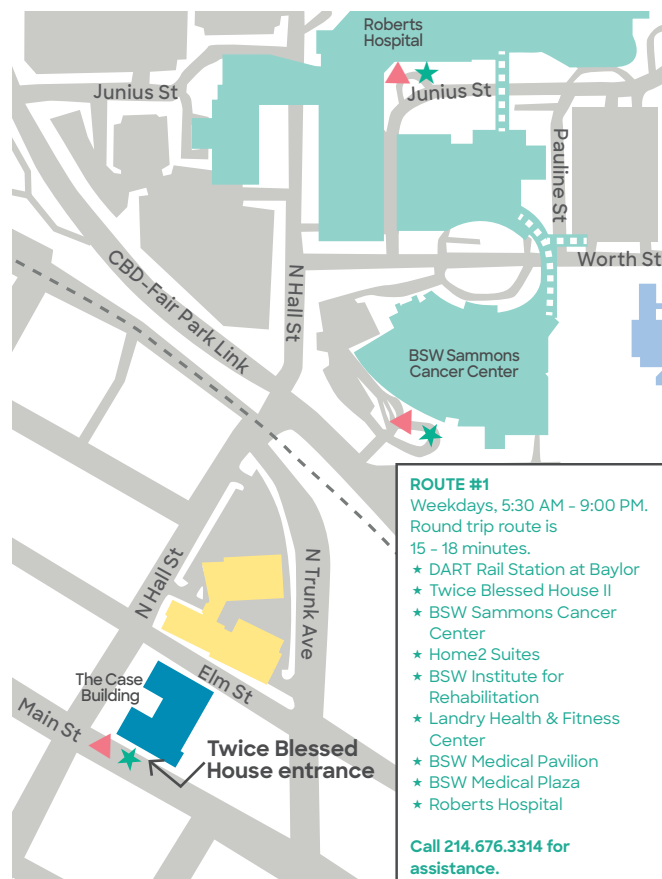 Roberts
Hospital
Junius St
Junius St
Pauline St
Worth St
CBD-Fair Park Link
N Hall St
BSW Sammons
Cancer Center
N Hall St
N Trunk Ave
Elm St
The Case
Building
Main St
Twice Blessed
House entrance
ROUTE #1
Weekdays, 5:30 AM - 9:00 PM.
Round trip route is
15 - 18 minutes.
★ DART Rail Station at Baylor
★ Twice Blessed House II
★ BSW Sammons Cancer
Center
★ Home2 Suites
★ BSW Institute for
Rehabilitation
★ Landry Health & Fitness
Center
★ BSW Medical Pavilion
★ BSW Medical Plaza
★ Roberts Hospital
Call 214.676.3314 for
assistance.